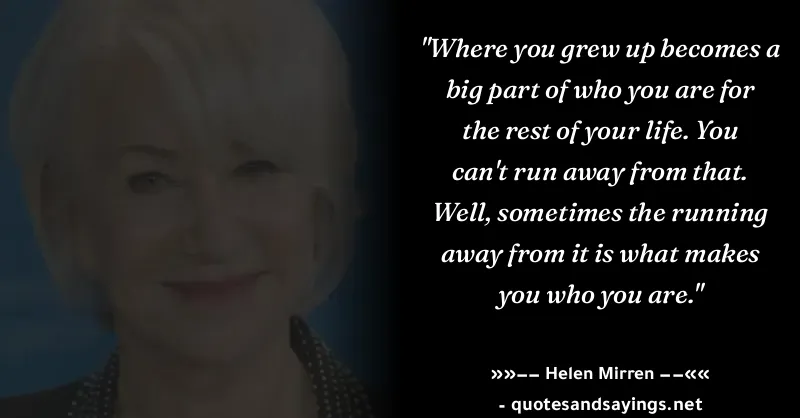 "Where you grew up becomes a
big part of who you are for
the rest of your life. You
can't run away from that.
Well, sometimes the running
away from it is what makes
you who you are."
»»–– Helen Mirren ––««
- quotesandsayings.net